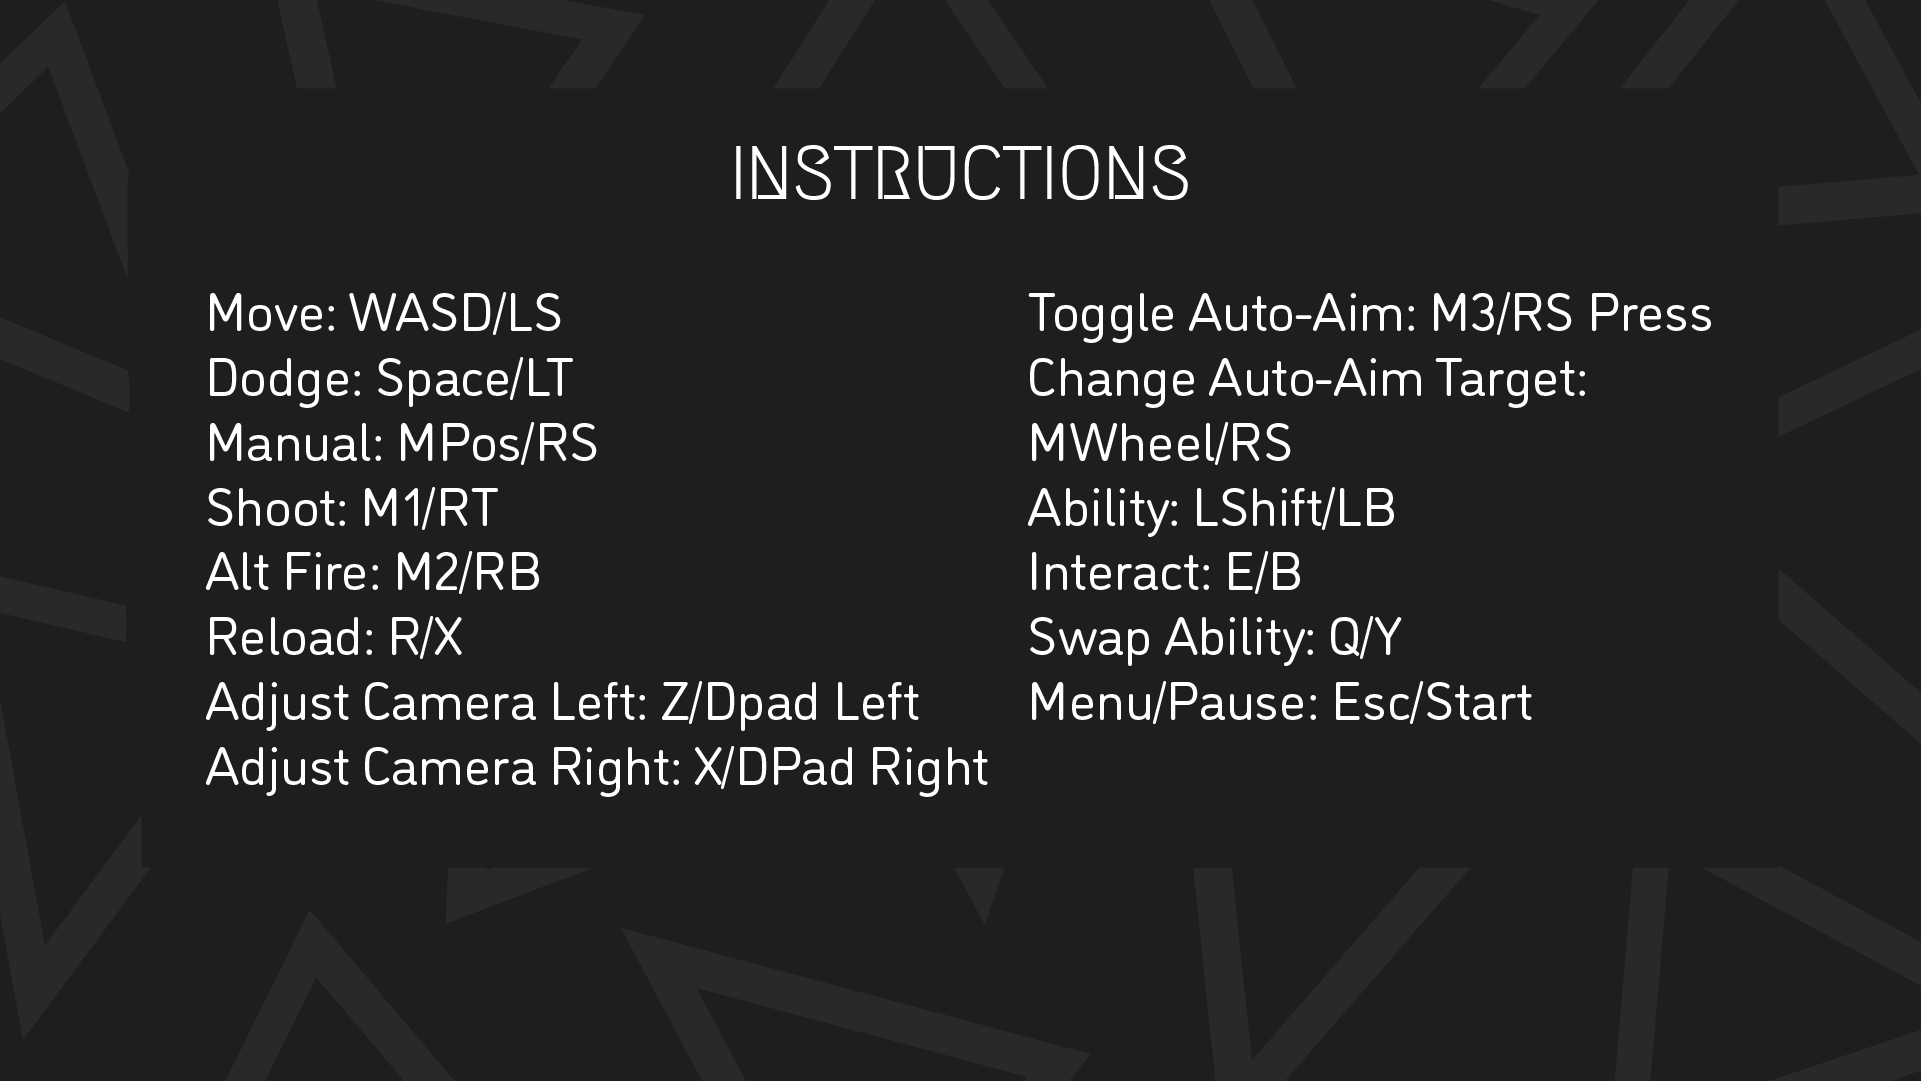 INSTRUCTIONS
Move: WASD/LS
Dodge: Space/LT
Manual: MPos/RS
Shoot: M1/RT
Alt Fire: M2/RB
Reload: R/X
Adjust Camera Left: Z/Dpad Left
Adjust Camera Right: X/DPad Right
Toggle Auto-Aim: M3/RS Press
Change Auto-Aim Target:
MWheel/RS
Ability: LShift/LB
Interact: E/B
Swap Ability: Q/Y
Menu/Pause: Esc/Start